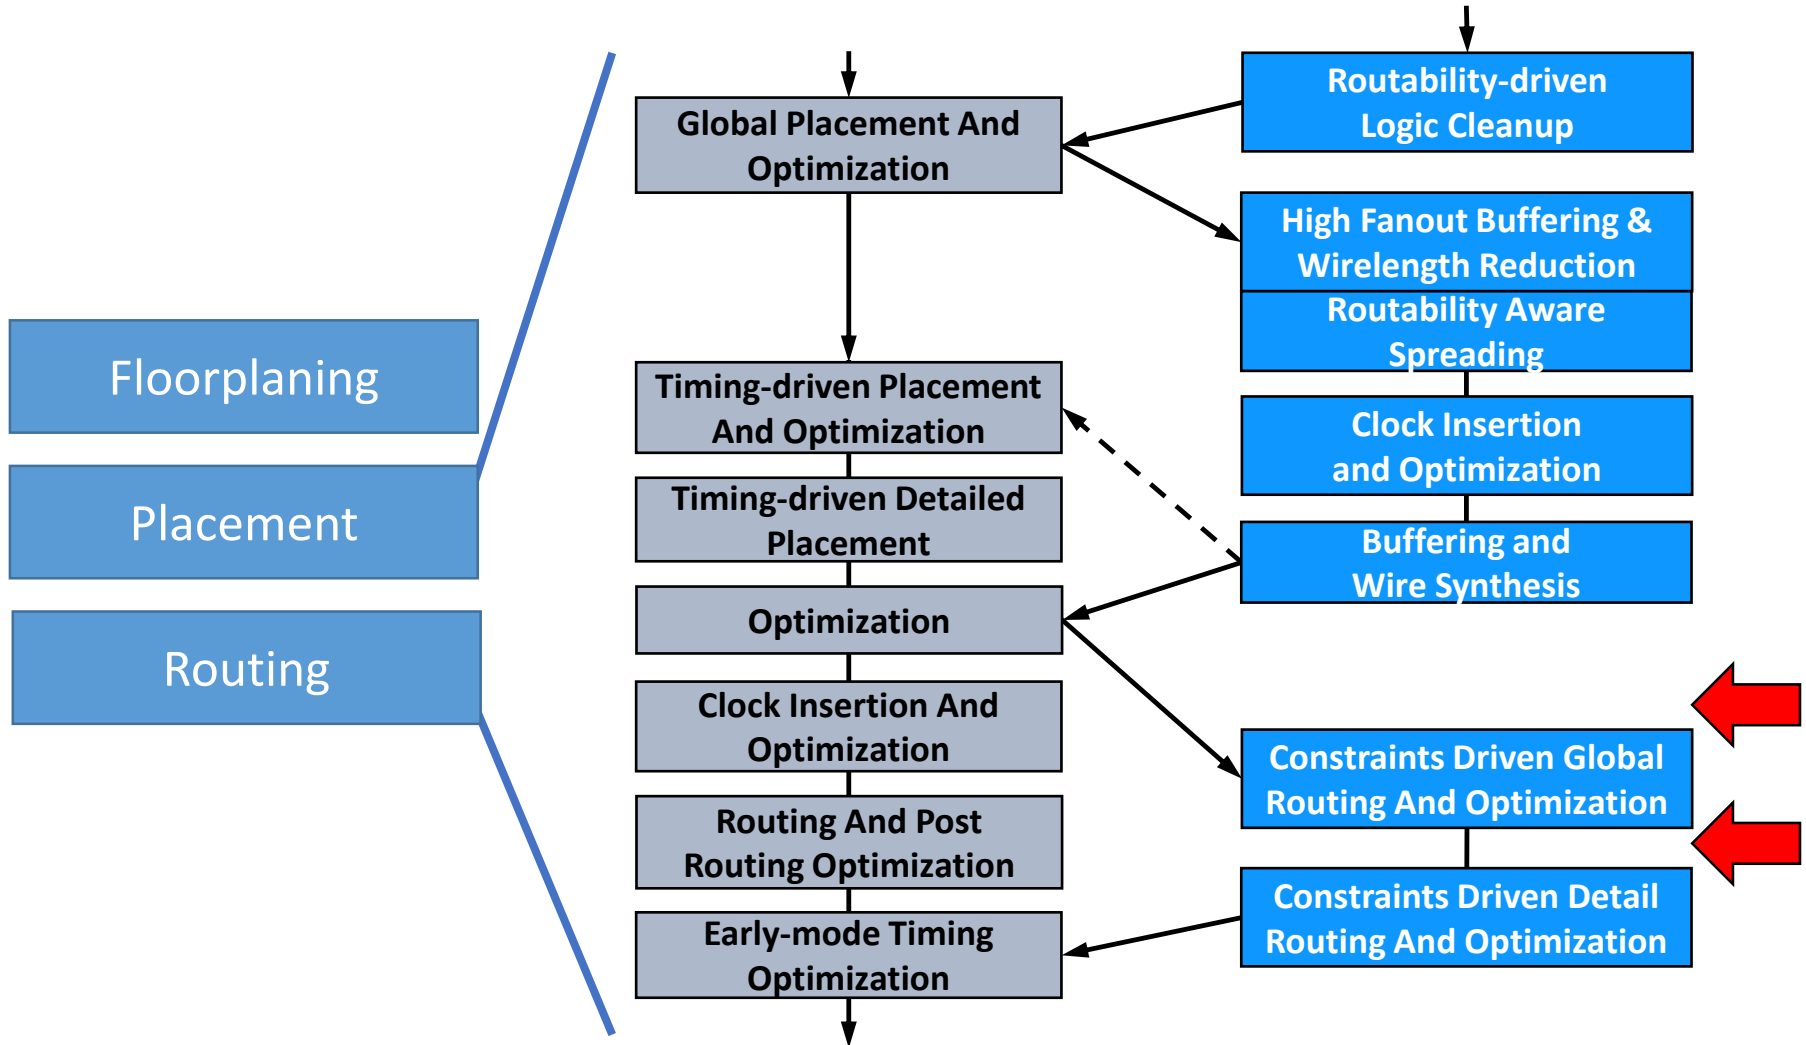 Floorplaning
Placement
Routing
Global Placement And
Optimization
Timing-driven Placement
And Optimization
Timing-driven Detailed
Placement
Optimization
Clock Insertion And
Optimization
Routing And Post
Routing Optimization
Early-mode Timing
Optimization
Routability-driven
Logic Cleanup
High Fanout Buffering &
Wirelength Reduction
Routability Aware
Spreading
Clock Insertion
and Optimization
Buffering and
Wire Synthesis
Constraints Driven Global
Routing And Optimization
Constraints Driven Detail
Routing And Optimization